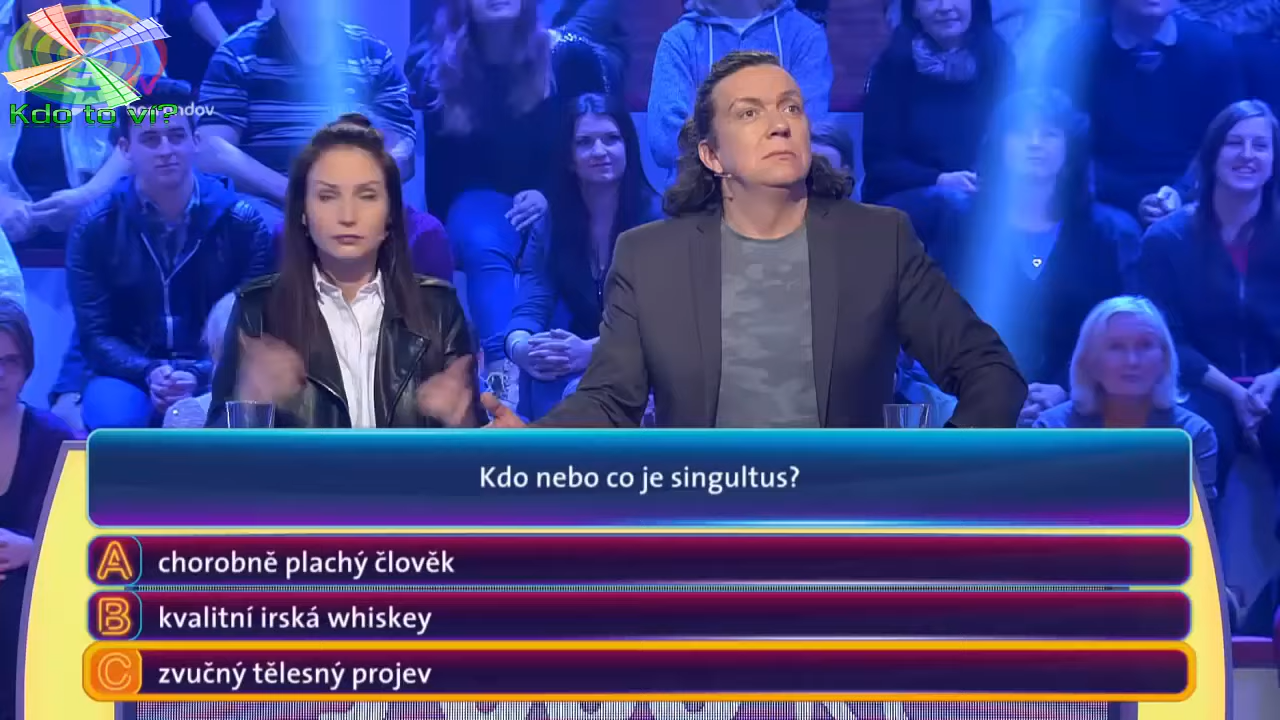 Kdo to ví?
Kdo nebo co je singultus?
A chorobně plachý člověk
B kvalitní irská whiskey
C zvučný tělesný projev